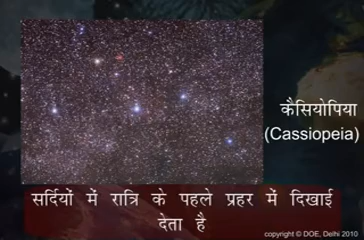 कैसियोपिया
(Cassiopeia)
सर्दियों में रात्रि के पहले प्रहर में दिखाई
देता है
copyright © DOE, Delhi 2010